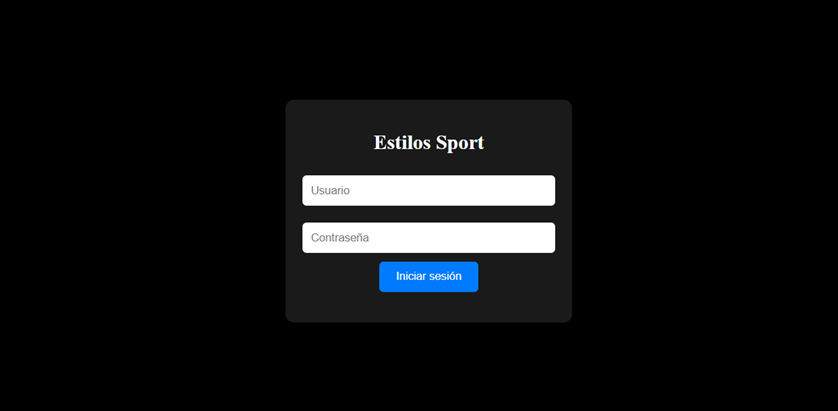 Estilos Sport
Usuario
Contraseña
Iniciar sesión